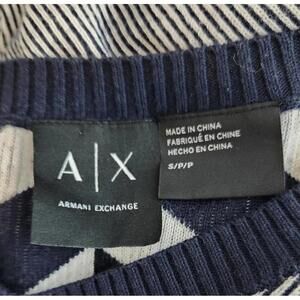 A|X
ARMANI EXCHANGE
MADE IN CHINA
FABRIQUÉ EN CHINE
HECHO EN CHINA
S/P/P